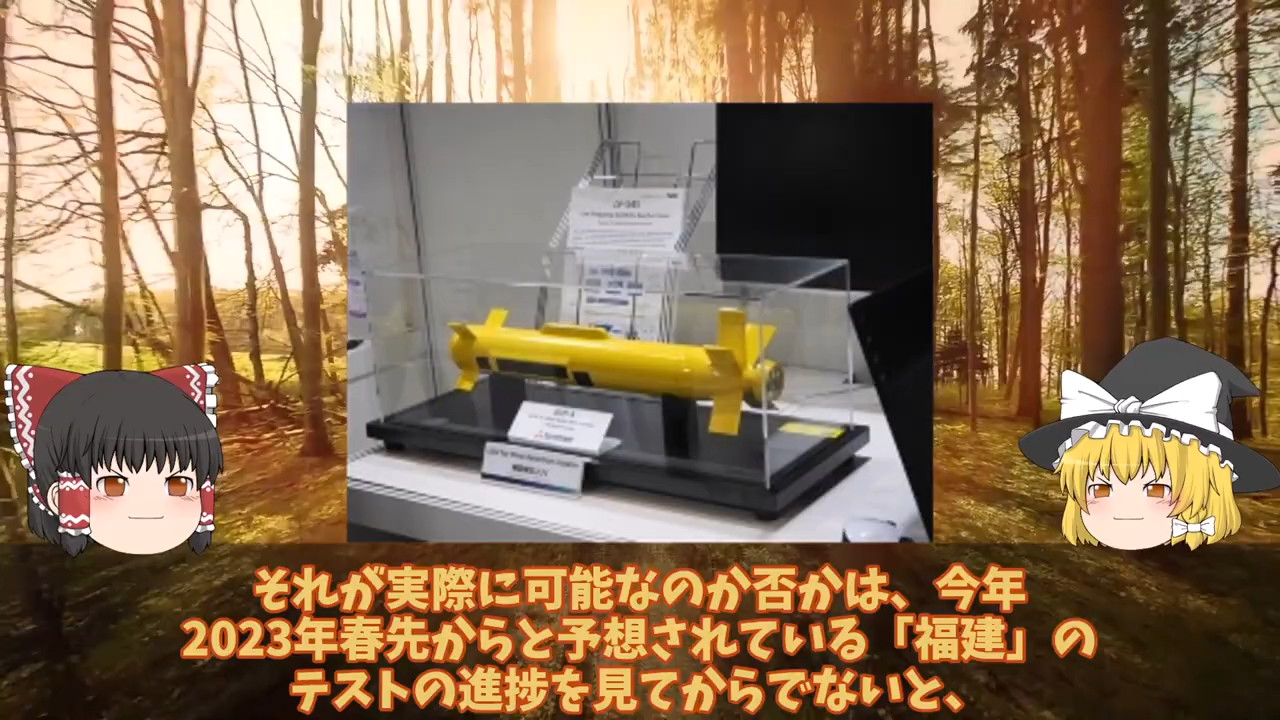 それが実際に可能なのか否かは、今年
2023年春先からと予想されている「福建」の
テストの進捗を見てからでないと、